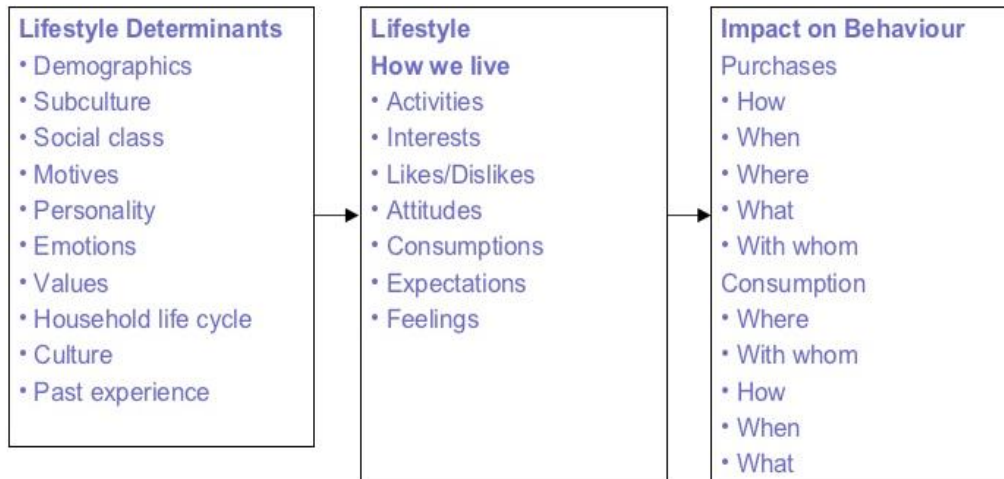 Lifestyle Determinants
• Demographics
• Subculture
• Social class
• Motives
• Personality
• Emotions
• Values
• Household life cycle
• Culture
• Past experience
Lifestyle
How we live
• Activities
• Interests
• Likes/Dislikes
• Attitudes
• Consumptions
• Expectations
• Feelings
Impact on Behaviour
Purchases
• How
• When
• Where
• What
• With whom
Consumption
• Where
• With whom
• How
• When
• What